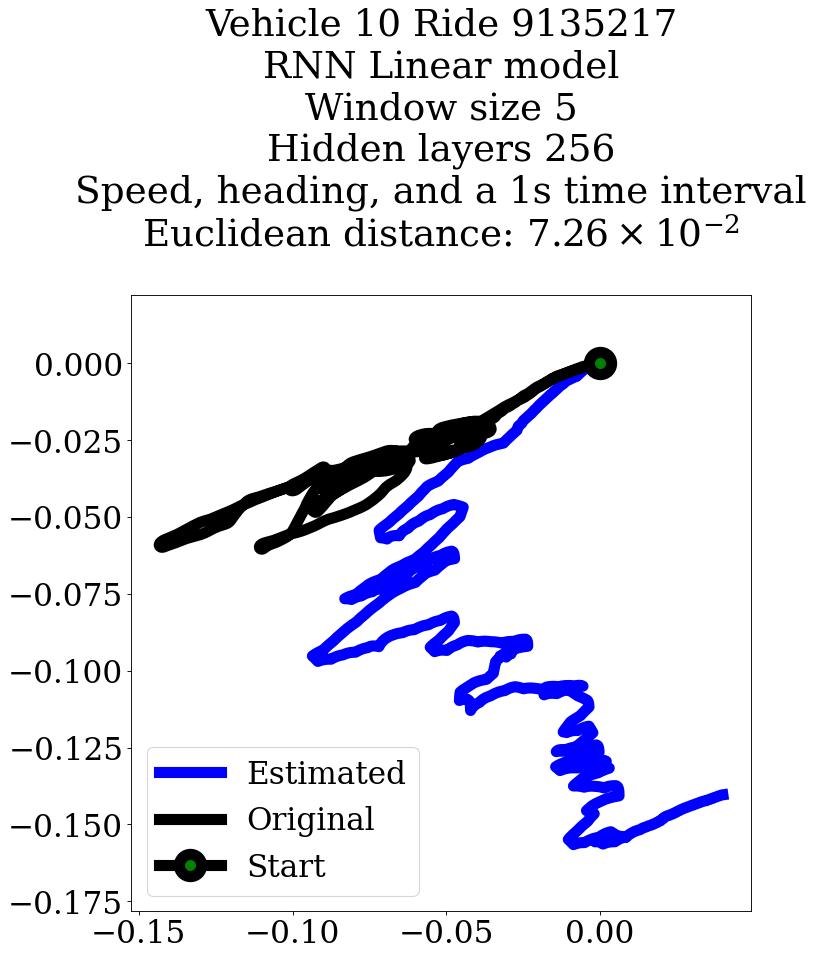 Vehicle 10 Ride 9135217
RNN Linear model
Window size 5
Hidden layers 256
Speed, heading, and a 1s time interval
Euclidean distance: 7.26 × 10⁻²
0.000
−0.025
−0.050
−0.075
−0.100
−0.125
−0.150
−0.175
Estimated
Original
Start
−0.15 −0.10 −0.05 0.00